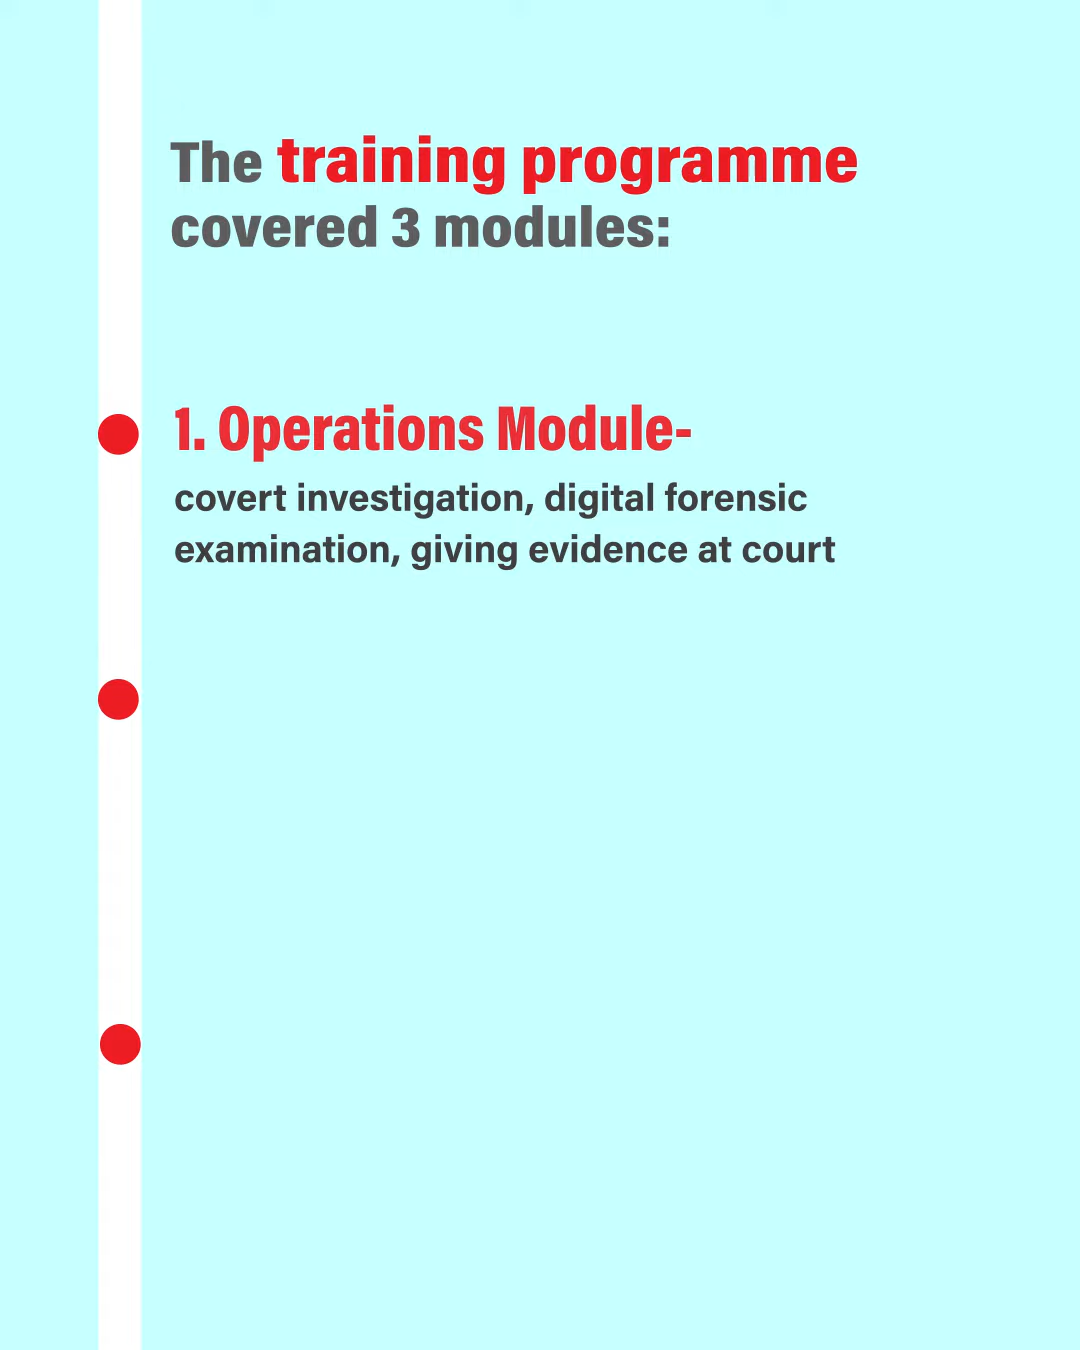 The training programme
covered 3 modules:
1. Operations Module-
covert investigation, digital forensic
examination, giving evidence at court